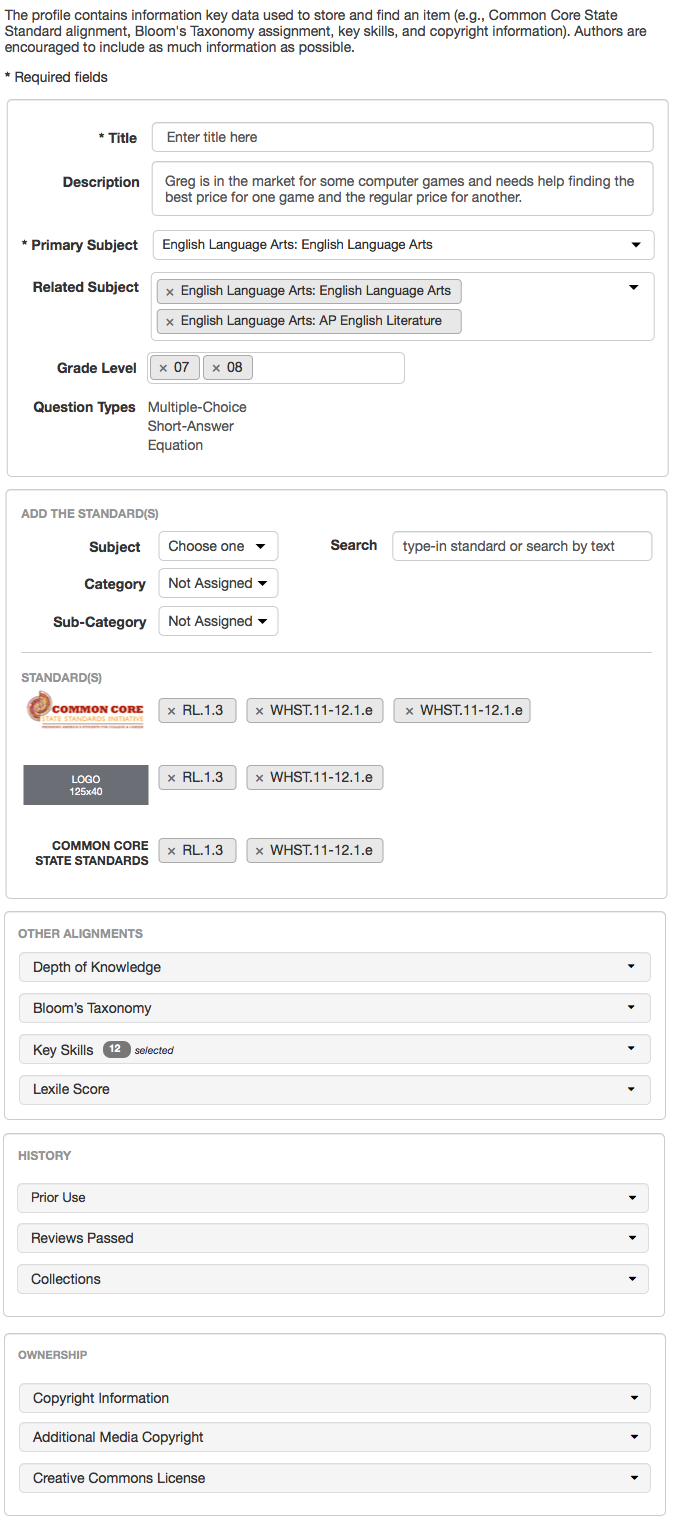 The profile contains information key data used to store and find an item (e.g., Common Core State
Standard alignment, Bloom's Taxonomy assignment, key skills, and copyright information). Authors are
encouraged to include as much information as possible.
* Required fields
* Title Enter title here
Description Greg is in the market for some computer games and needs help finding the
best price for one game and the regular price for another.
* Primary Subject English Language Arts: English Language Arts
Related Subject × English Language Arts: English Language Arts
× English Language Arts: AP English Literature
Grade Level × 07 × 08
Question Types Multiple-Choice
Short-Answer
Equation
ADD THE STANDARD(S)
Subject Choose one Search type-in standard or search by text
Category Not Assigned
Sub-Category Not Assigned
STANDARD(S)
COMMON CORE × RL.1.3 × WHST.11-12.1.e × WHST.11-12.1.e
STATE STANDARDS INITIATIVE
LOGO × RL.1.3 × WHST.11-12.1.e
125x40
COMMON CORE × RL.1.3 × WHST.11-12.1.e
STATE STANDARDS
OTHER ALIGNMENTS
Depth of Knowledge
Bloom's Taxonomy
Key Skills 12 selected
Lexile Score
HISTORY
Prior Use
Reviews Passed
Collections
OWNERSHIP
Copyright Information
Additional Media Copyright
Creative Commons License